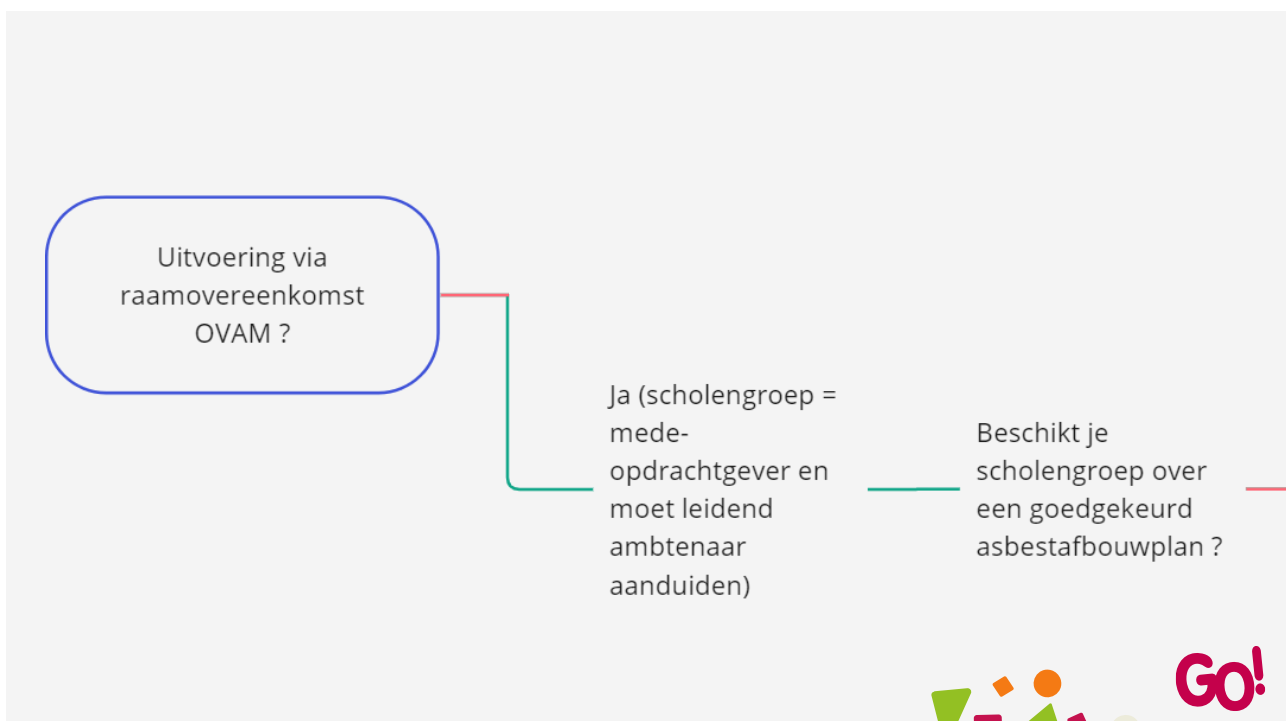 Uitvoering via
raamovereenkomst
OVAM ?
Ja (scholengroep =
mede-
opdrachtgever en
moet leidend
ambtenaar
aanduiden)
Beschikt je
scholengroep over
een goedgekeurd
asbestafbouwplan ?
GO!